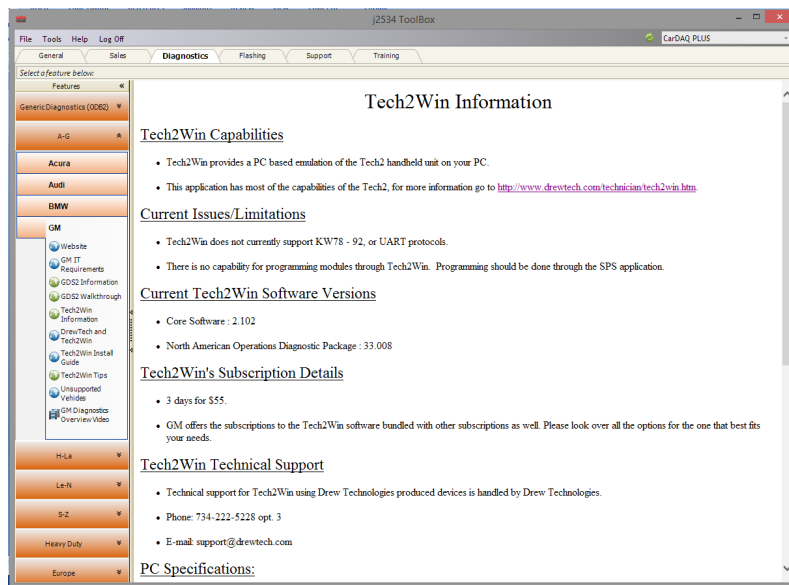 j2534 ToolBox
File Tools Help Log Off
CarDAQ PLUS
General Sales Diagnostics Flashing Support Training
Select a feature below:
Features
Generic Diagnostics (ODB2)
A-G
Acura
Audi
BMW
GM
Website
GM IT
Requirements
GDS2 Information
GDS2 Walkthrough
Tech2Win
Information
DrewTech and
Tech2Win
Tech2Win Install
Guide
Tech2Win Tips
Unsupported
Vehicles
GM Diagnostics
Overview Video
H-La
Le-N
S-Z
Heavy Duty
Europe
Tech2Win Information
Tech2Win Capabilities
• Tech2Win provides a PC based emulation of the Tech2 handheld unit on your PC.
• This application has most of the capabilities of the Tech2, for more information go to http://www.drewtech.com/technician/tech2win.htm.
Current Issues/Limitations
• Tech2Win does not currently support KW78 - 92, or UART protocols.
• There is no capability for programming modules through Tech2Win. Programming should be done through the SPS application.
Current Tech2Win Software Versions
• Core Software : 2.102
• North American Operations Diagnostic Package : 33.008
Tech2Win's Subscription Details
• 3 days for $55.
• GM offers the subscriptions to the Tech2Win software bundled with other subscriptions as well. Please look over all the options for the one that best fits
your needs.
Tech2Win Technical Support
• Technical support for Tech2Win using Drew Technologies produced devices is handled by Drew Technologies.
• Phone: 734-222-5228 opt. 3
• E-mail: support@drewtech.com
PC Specifications: